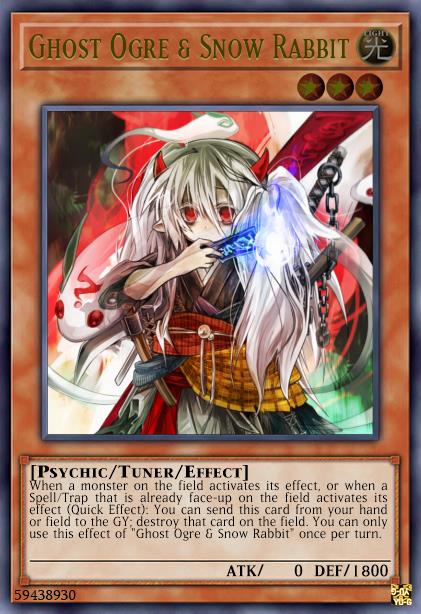 GHOST OGRE & SNOW RABBIT
LIGHT
光
[PSYCHIC/TUNER/EFFECT]
When a monster on the field activates its effect, or when a
Spell/Trap that is already face-up on the field activates its
effect (Quick Effect): You can send this card from your hand
or field to the GY; destroy that card on the field. You can only
use this effect of "Ghost Ogre & Snow Rabbit" once per turn.
ATK/ 0 DEF/1800
59438930